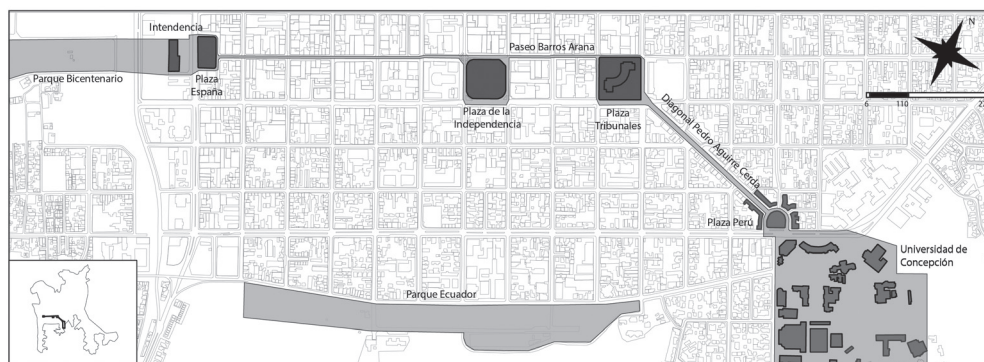 Intendencia
N
Paseo Barros Arana
Parque Bicentenario
Plaza
España
Plaza de la
Independencia
Plaza
Tribunales
6
110
Diagonal Pedro Aguirre Cerda
Plaza Perú
Universidad de
Concepción
Parque Ecuador